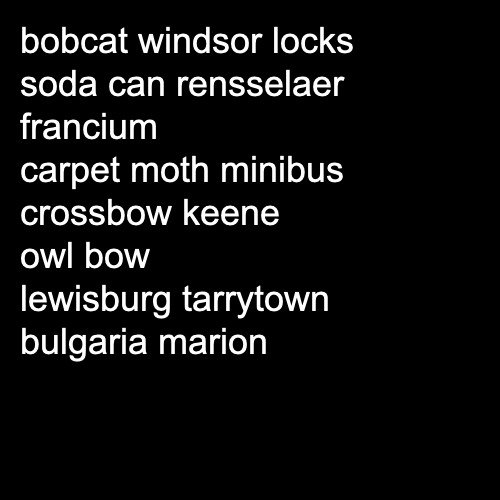 bobcat windsor locks
soda can rensselaer
francium
carpet moth minibus
crossbow keene
owl bow
lewisburg tarrytown
bulgaria marion